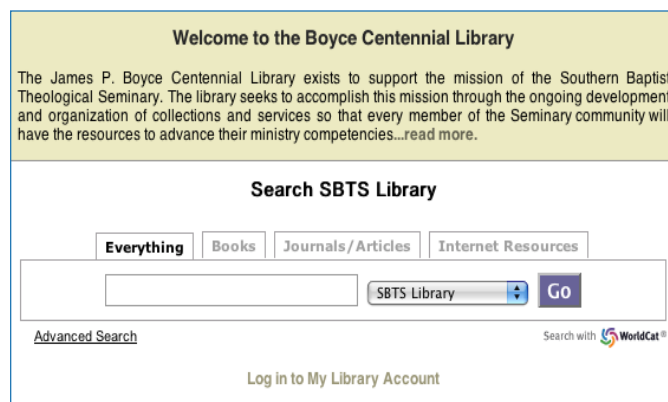 Welcome to the Boyce Centennial Library
The James P. Boyce Centennial Library exists to support the mission of the Southern Baptist
Theological Seminary. The library seeks to accomplish this mission through the ongoing development
and organization of collections and services so that every member of the Seminary community will
have the resources to advance their ministry competencies...read more.
Search SBTS Library
Everything Books Journals/Articles Internet Resources
SBTS Library Go
Advanced Search Search with WorldCat®
Log in to My Library Account